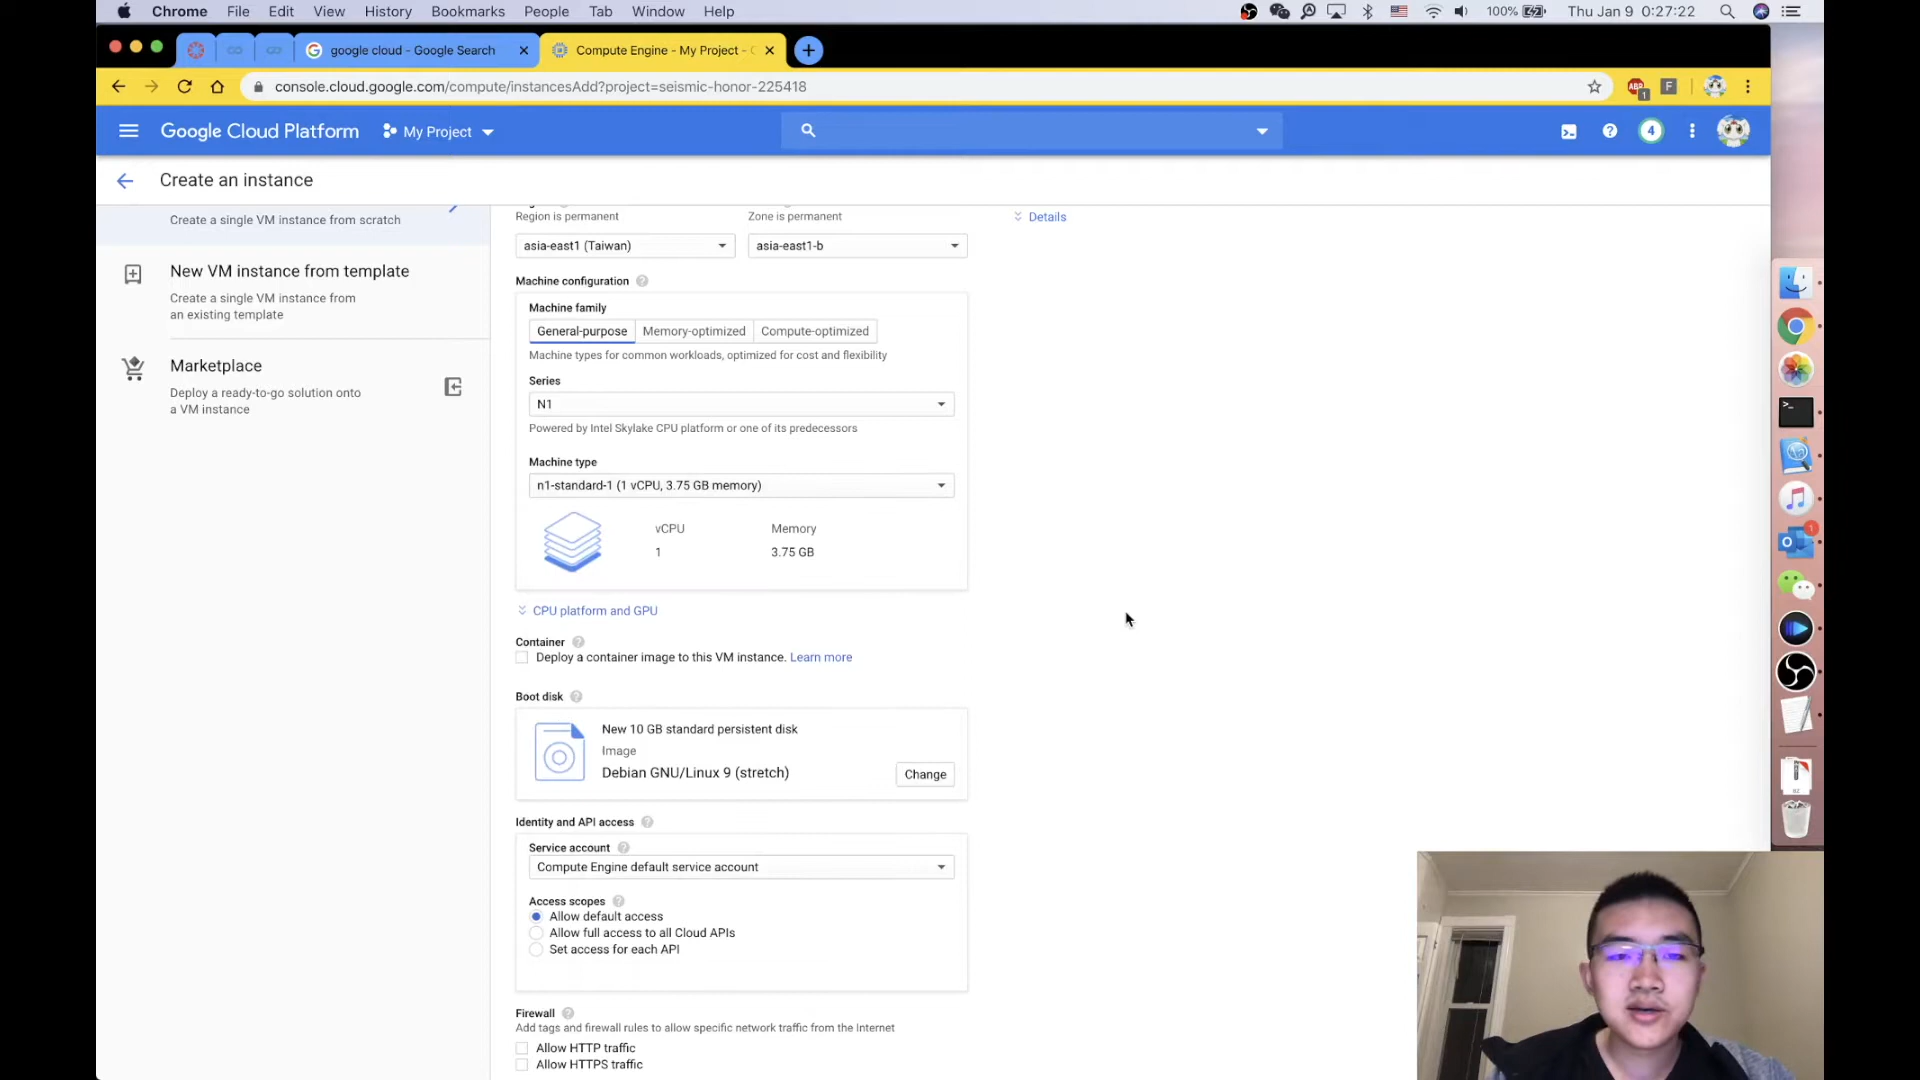 Chrome File Edit View History Bookmarks People Tab Window Help 100% Thu Jan 9 0:27:22
google cloud - Google Search
Compute Engine - My Project -
console.cloud.google.com/compute/instancesAdd?project=seismic-honor-225418
ABP
1
F
Google Cloud Platform
My Project
4
Create an instance
Create a single VM instance from scratch
New VM instance from template
Create a single VM instance from
an existing template
Marketplace
Deploy a ready-to-go solution onto
a VM instance
Region is permanent
Zone is permanent
Details
asia-east1 (Taiwan)
asia-east1-b
Machine configuration
Machine family
General-purpose
Memory-optimized
Compute-optimized
Machine types for common workloads, optimized for cost and flexibility
Series
N1
Powered by Intel Skylake CPU platform or one of its predecessors
Machine type
n1-standard-1 (1 vCPU, 3.75 GB memory)
vCPU
Memory
1
3.75 GB
CPU platform and GPU
Container
Deploy a container image to this VM instance. Learn more
Boot disk
New 10 GB standard persistent disk
Image
Debian GNU/Linux 9 (stretch)
Change
Identity and API access
Service account
Compute Engine default service account
Access scopes
Allow default access
Allow full access to all Cloud APIs
Set access for each API
Firewall
Add tags and firewall rules to allow specific network traffic from the Internet
Allow HTTP traffic
Allow HTTPS traffic
1